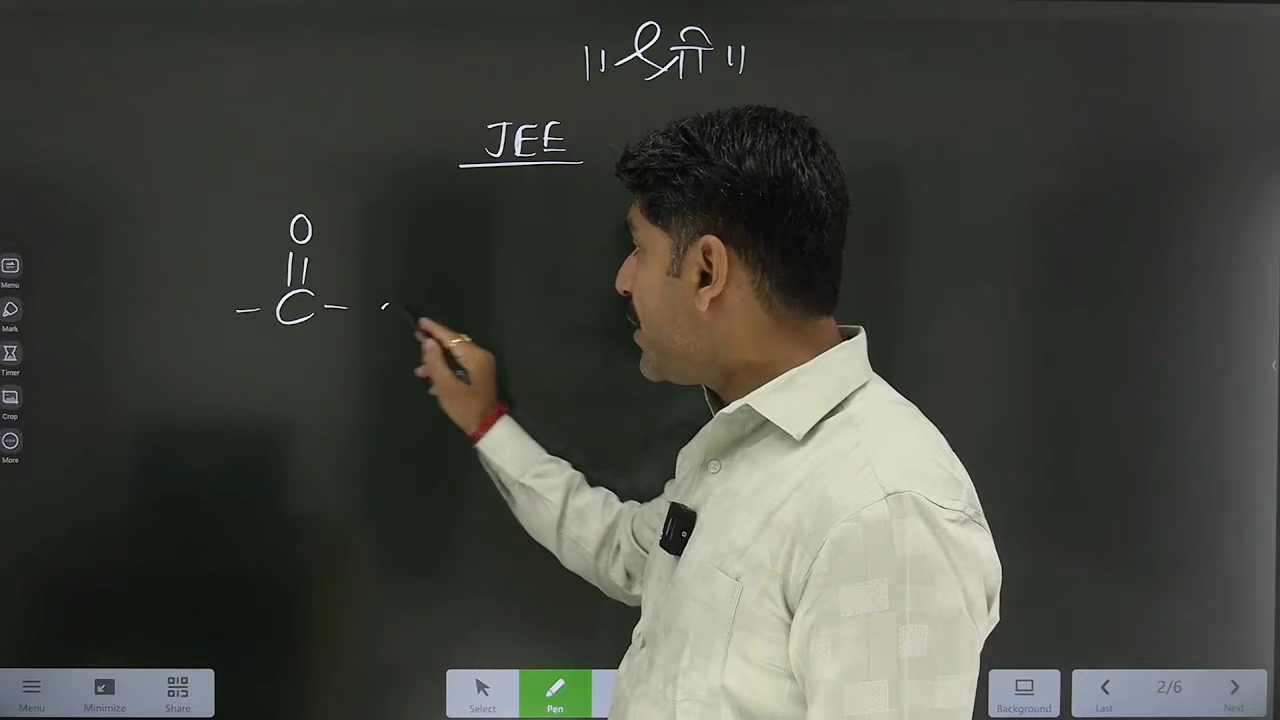 ॥ श्री ॥
JEE
O
- C -
Menu
Mark
Timer
Crop
More
Menu
Minimize
Share
Select
Pen
Background
Last
2/6
Next